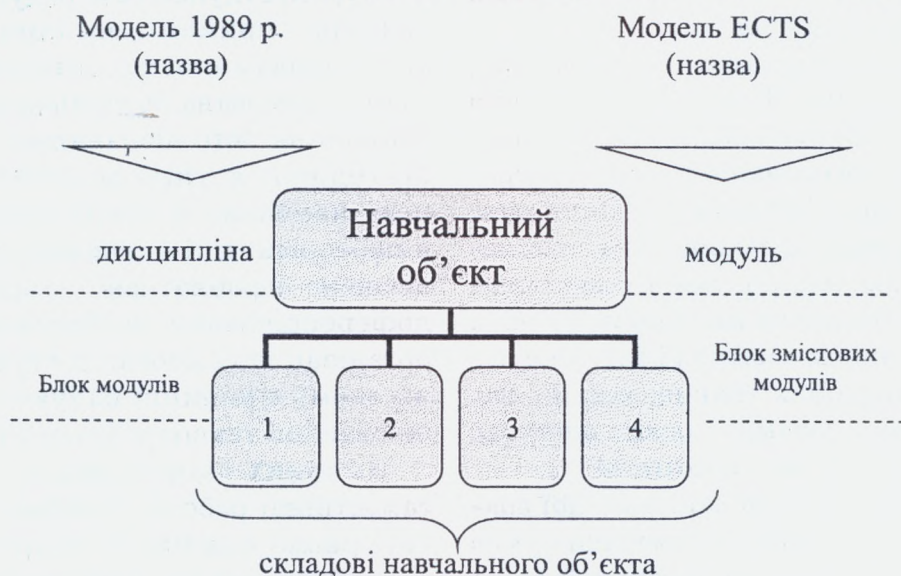 Модель 1989 р.
(назва)
Модель ECTS
(назва)
дисципліна
Навчальний
об’єкт
модуль
Блок модулів
1
2
3
4
Блок змістових
модулів
складові навчального об’єкта